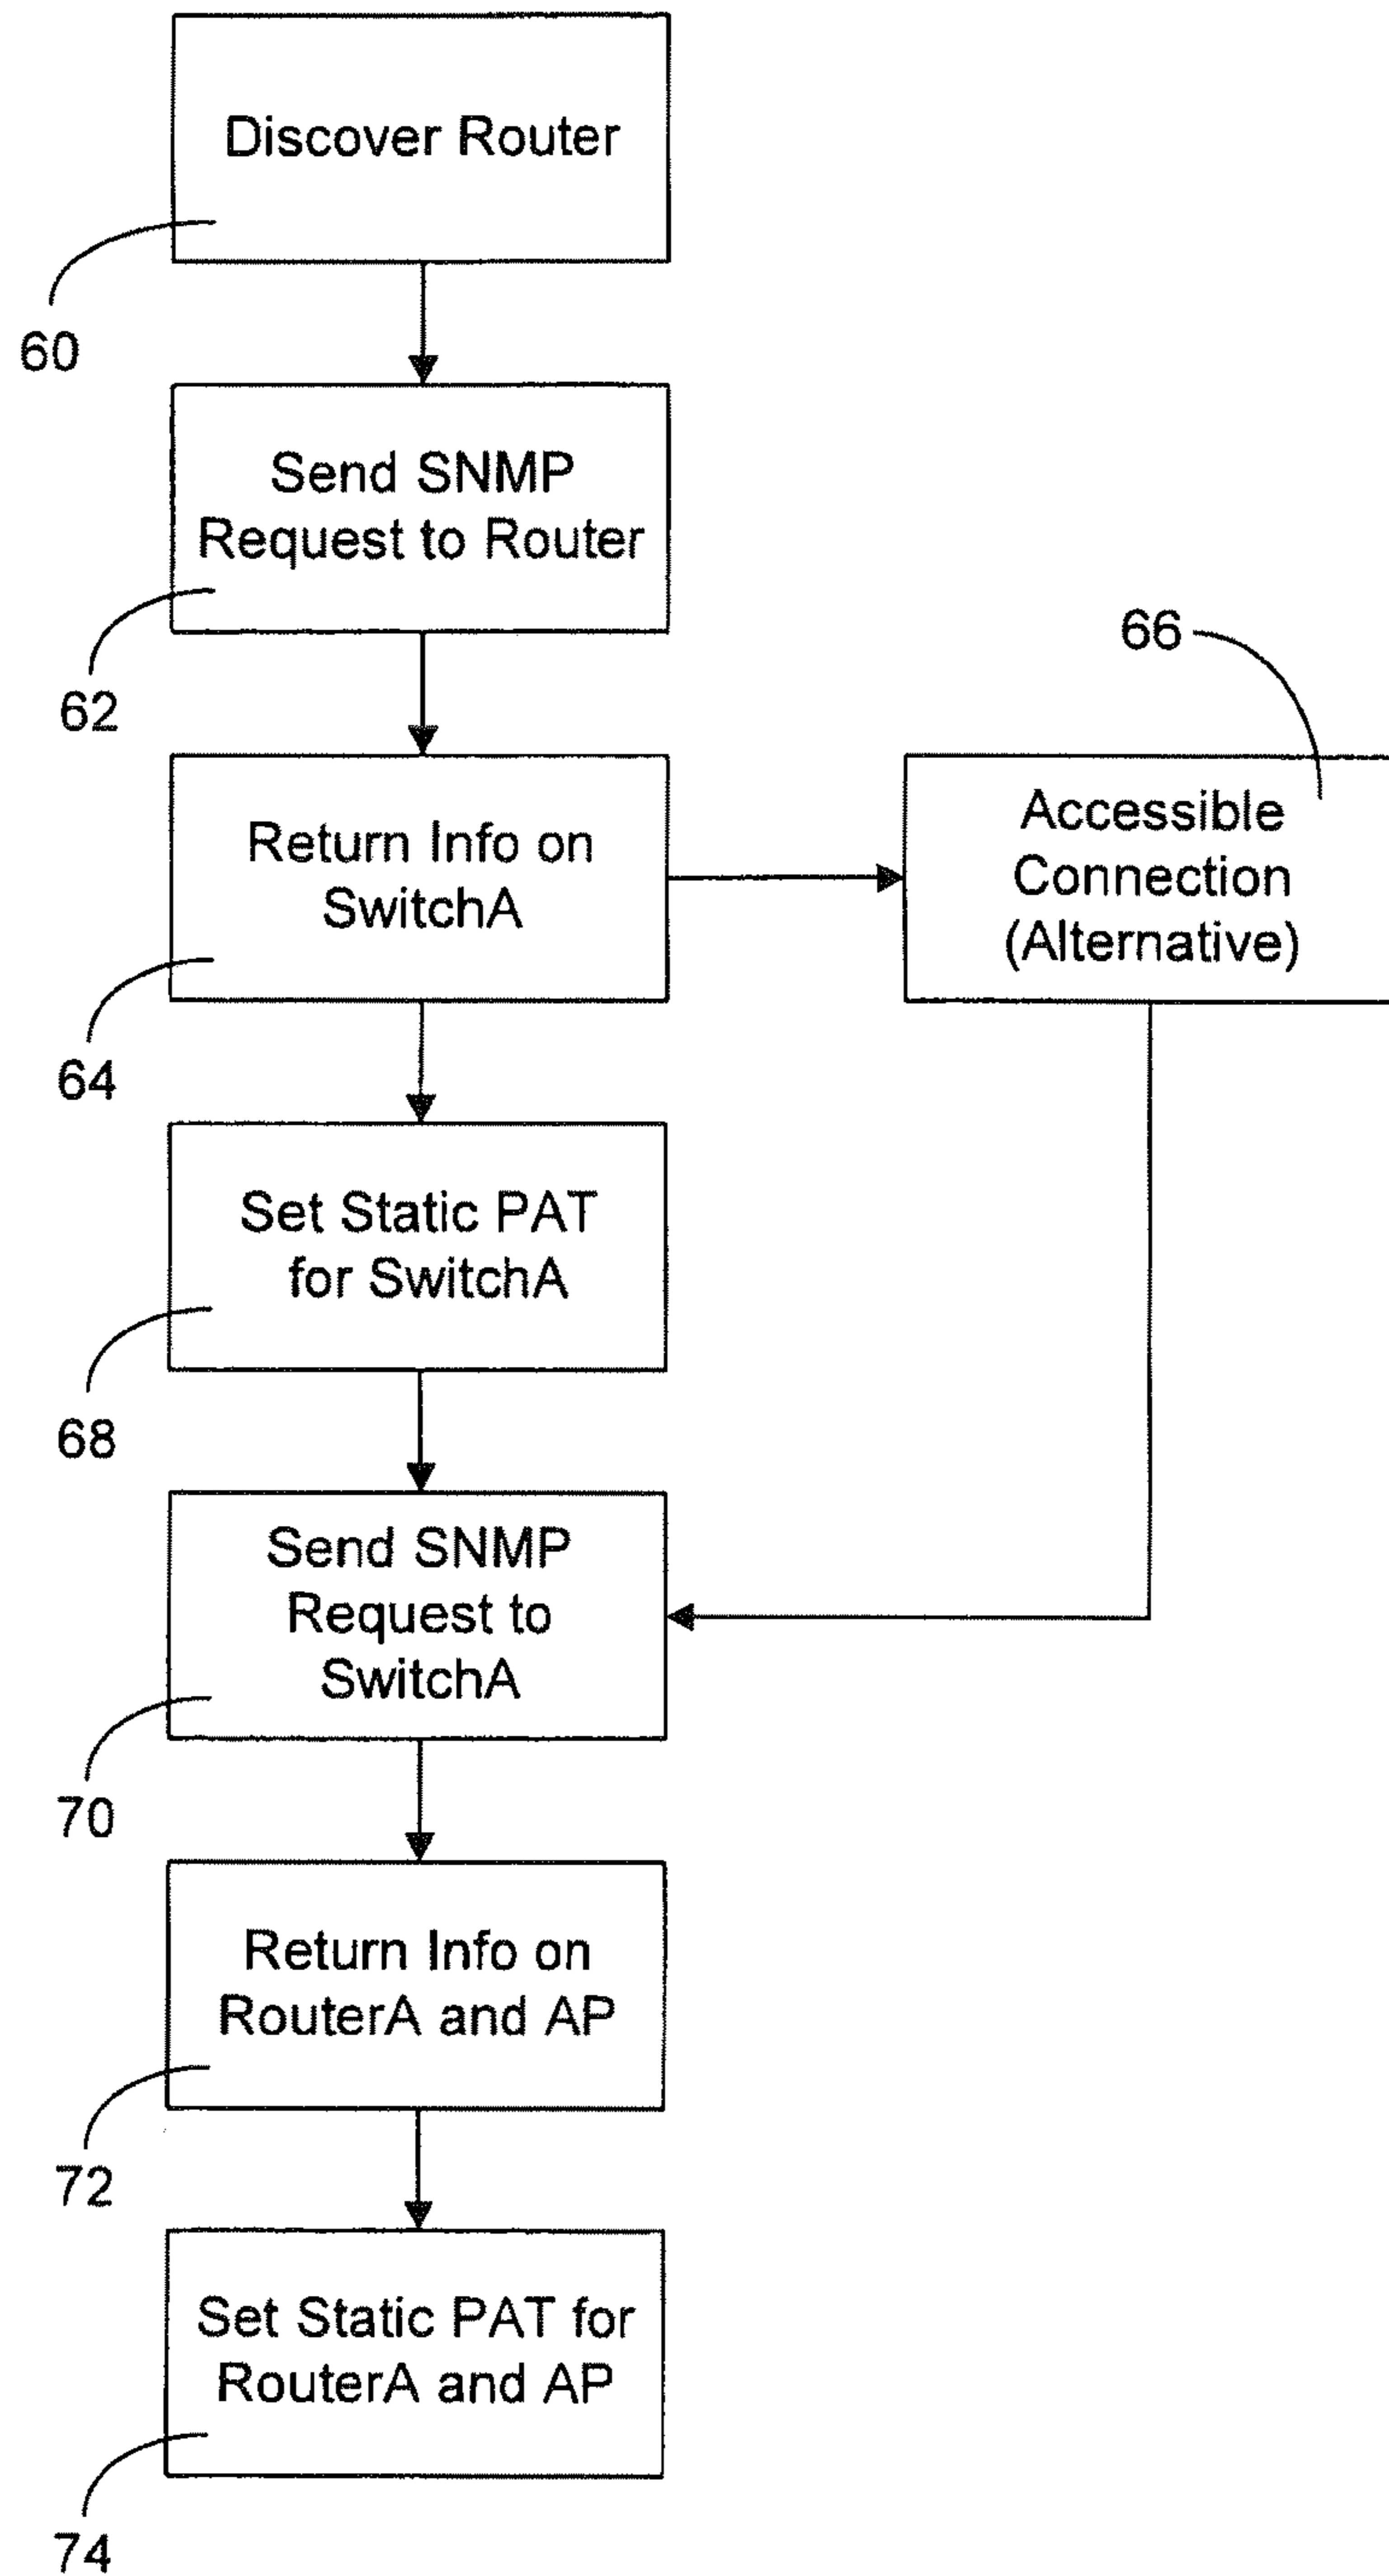 Discover Router
60
Send SNMP
Request to Router
62
66
Return Info on
SwitchA
64
Accessible
Connection
(Alternative)
Set Static PAT
for SwitchA
68
Send SNMP
Request to
SwitchA
70
Return Info on
RouterA and AP
72
Set Static PAT for
RouterA and AP
74